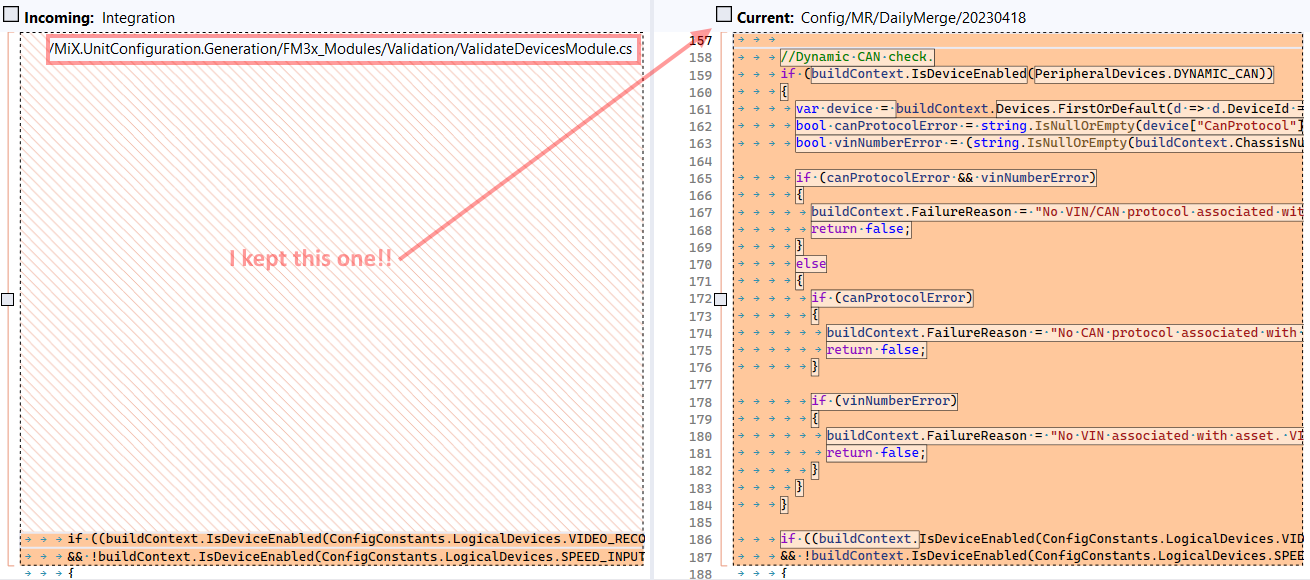 Incoming: Integration
/MiX.UnitConfiguration.Generation/FM3x_Modules/Validation/ValidateDevicesModule.cs
I kept this one!!
if ((buildContext.IsDeviceEnabled(ConfigConstants.LogicalDevices.VIDEO_RECO
&& !buildContext.IsDeviceEnabled(ConfigConstants.LogicalDevices.SPEED_INPUT
{
Current: Config/MR/DailyMerge/20230418
157
158 //Dynamic CAN check.
159 if (buildContext.IsDeviceEnabled(PeripheralDevices.DYNAMIC_CAN))
160 {
161 var device = buildContext.Devices.FirstOrDefault(d => d.DeviceId =
162 bool canProtocolError = string.IsNullOrEmpty(device["CanProtocol"]
163 bool vinNumberError = (string.IsNullOrEmpty(buildContext.ChassisNu
164
165 if (canProtocolError && vinNumberError)
166 {
167 buildContext.FailureReason = "No VIN/CAN protocol associated wit
168 return false;
169 }
170 else
171 {
172 if (canProtocolError)
173 {
174 buildContext.FailureReason = "No CAN protocol associated with
175 return false;
176 }
177
178 if (vinNumberError)
179 {
180 buildContext.FailureReason = "No VIN associated with asset. VI
181 return false;
182 }
183 }
184 }
185
186 if ((buildContext.IsDeviceEnabled(ConfigConstants.LogicalDevices.VID
187 && !buildContext.IsDeviceEnabled(ConfigConstants.LogicalDevices.SPEE
188 {